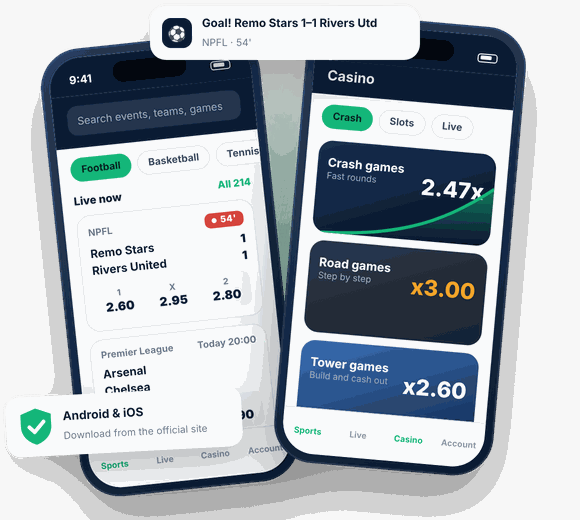 Goal! Remo Stars 1–1 Rivers Utd
NPFL · 54'
9:41
Search events, teams, games
Football
Basketball
Tennis
Live now
All 214
NPFL
54'
Remo Stars
1
Rivers United
1
1
X
2
2.60
2.95
2.80
Premier League
Today 20:00
Arsenal
Chelsea
Android & iOS
Download from the official site
Sports
Live
Casino
Account
Casino
Crash
Slots
Live
Crash games
Fast rounds
2.47x
Road games
Step by step
x3.00
Tower games
Build and cash out
x2.60
Sports
Live
Casino
Account